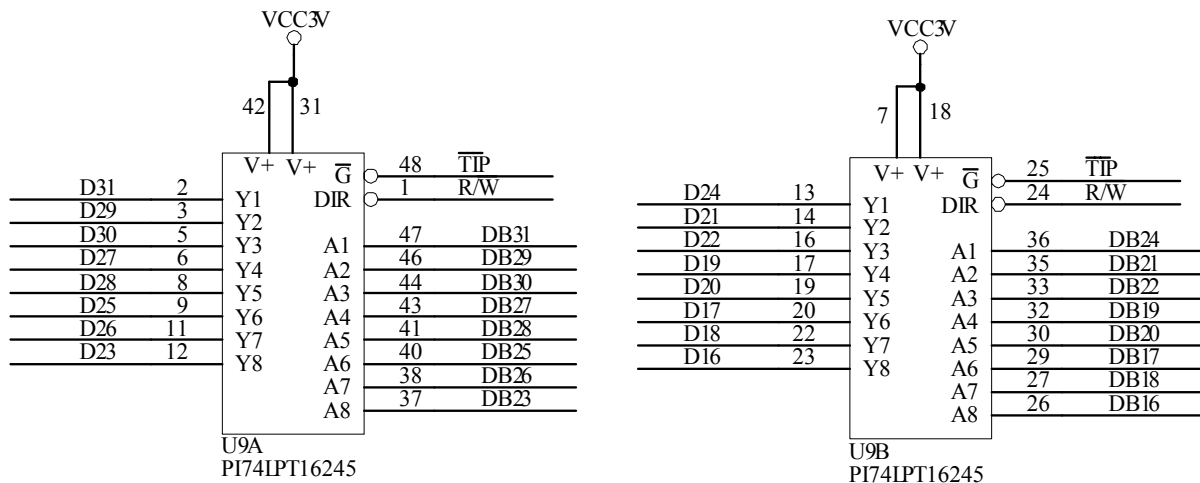 VCC3V
42 31
V+ V+
G 48 TIP
DIR 1 R/W
D31 2 Y1
D29 3 Y2
D30 5 Y3 A1 47 DB31
D27 6 Y4 A2 46 DB29
D28 8 Y5 A3 44 DB30
D25 9 Y6 A4 43 DB27
D26 11 Y7 A5 41 DB28
D23 12 Y8 A6 40 DB25
A7 38 DB26
A8 37 DB23
U9A
PI74LPT16245
VCC3V
7 18
V+ V+
G 25 TIP
DIR 24 R/W
D24 13 Y1
D21 14 Y2
D22 16 Y3 A1 36 DB24
D19 17 Y4 A2 35 DB21
D20 19 Y5 A3 33 DB22
D17 20 Y6 A4 32 DB19
D18 22 Y7 A5 30 DB20
D16 23 Y8 A6 29 DB17
A7 27 DB18
A8 26 DB16
U9B
PI74LPT16245